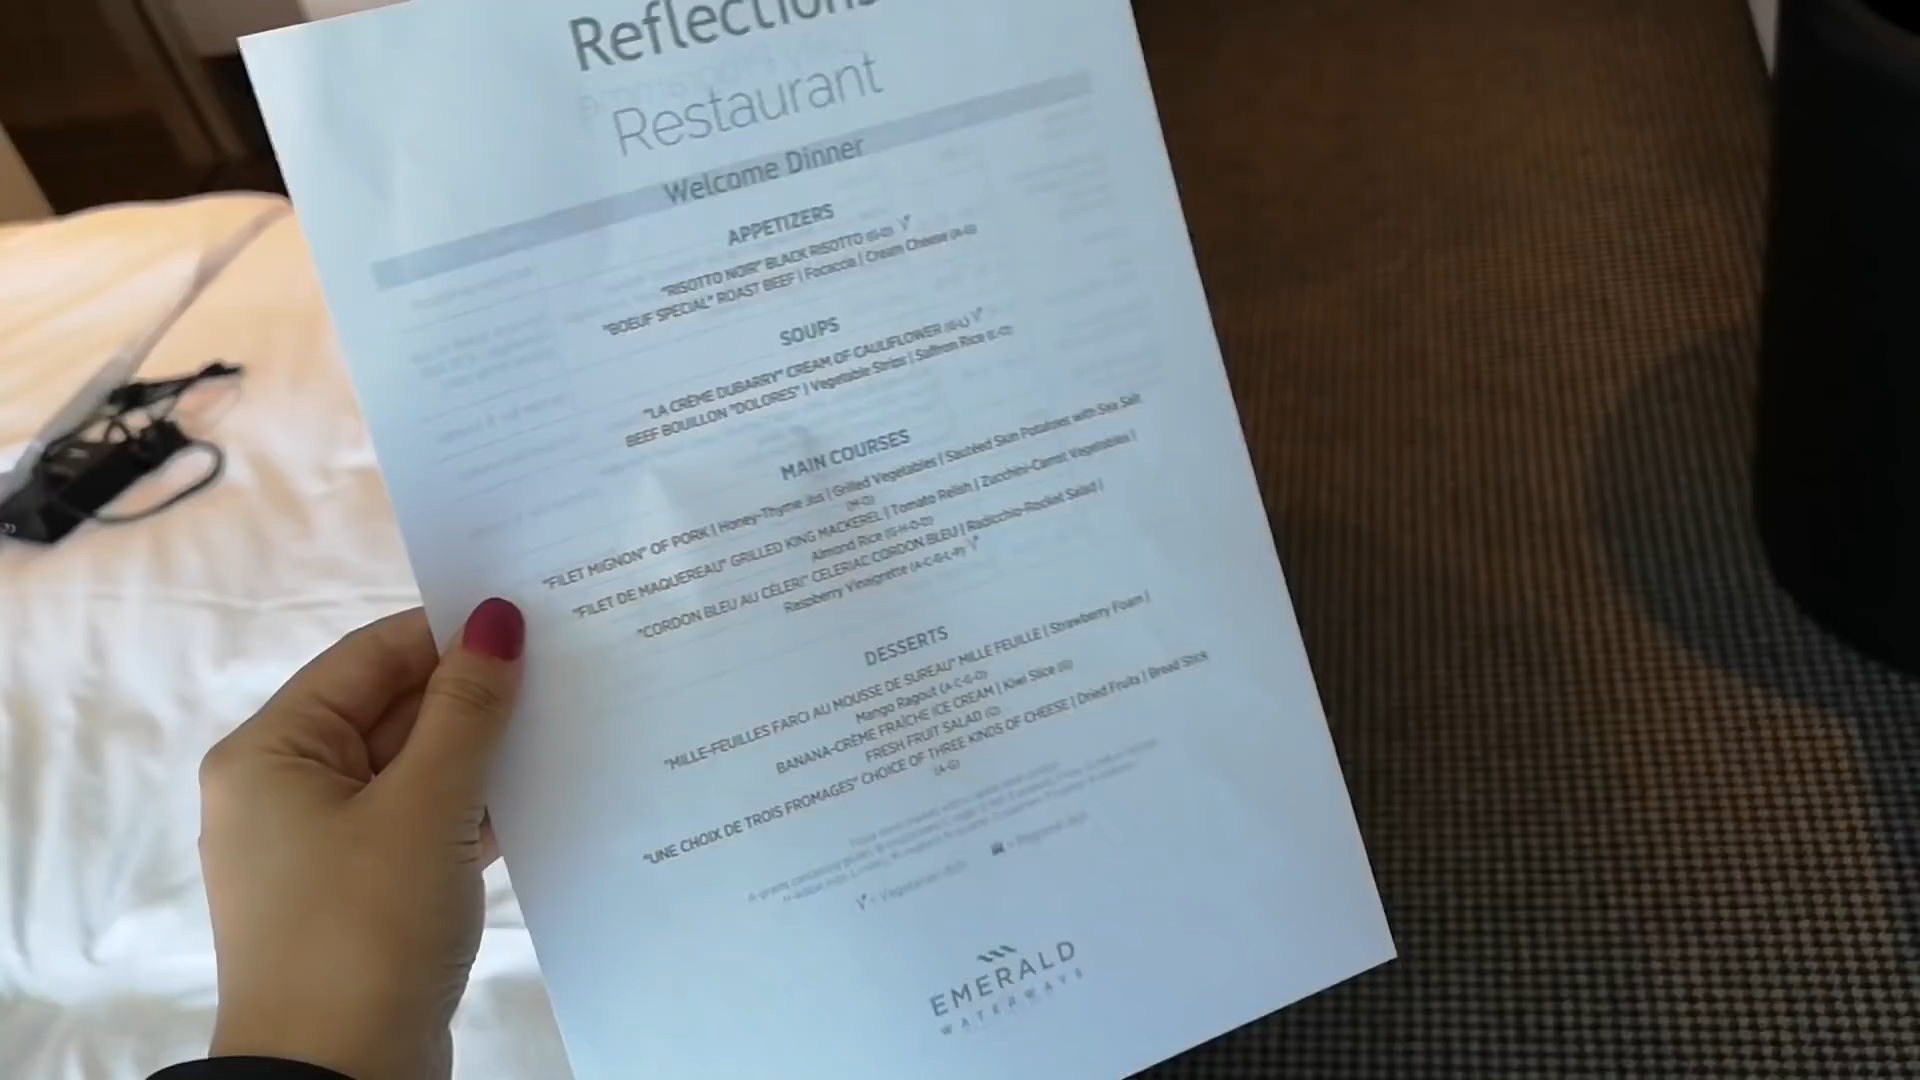 Reflections
Restaurant
Welcome Dinner
APPETIZERS
"RISOTTO NOIR" BLACK RISOTTO (G-O)
"BOEUF SPECIAL" ROAST BEEF | Focaccia | Cream Cheese (A-G)
SOUPS
"LA CRÈME DUBARRY" CREAM OF CAULIFLOWER (G-L)
BEEF BOUILLON "DOLORES" | Vegetable Strips | Saffron Rice
MAIN COURSES
"FILET MIGNON" OF PORK | Honey-Thyme Jus | Grilled Vegetables | Sautéed Skin Potatoes with Sea Salt
"FILET DE MAQUEREAU" GRILLED KING MACKEREL | Tomato Relish | Zucchini-Carrot Vegetables |
Almond Rice
"CORDON BLEU AU CÉLERI" CELERIAC CORDON BLEU | Radicchio-Rocket Salad |
Raspberry Vinaigrette
DESSERTS
"MILLE-FEUILLES FARCI AU MOUSSE DE SUREAU" MILLE FEUILLE | Strawberry Foam |
Mango Ragout (A-C-G-O)
BANANA-CRÈME FRAÎCHE ICE CREAM | Kiwi Slice (G)
FRESH FRUIT SALAD (O)
"UNE CHOIX DE TROIS FROMAGES" CHOICE OF THREE KINDS OF CHEESE | Dried Fruits | Bread Stick
(A-G)
EMERALD
WATERWAYS